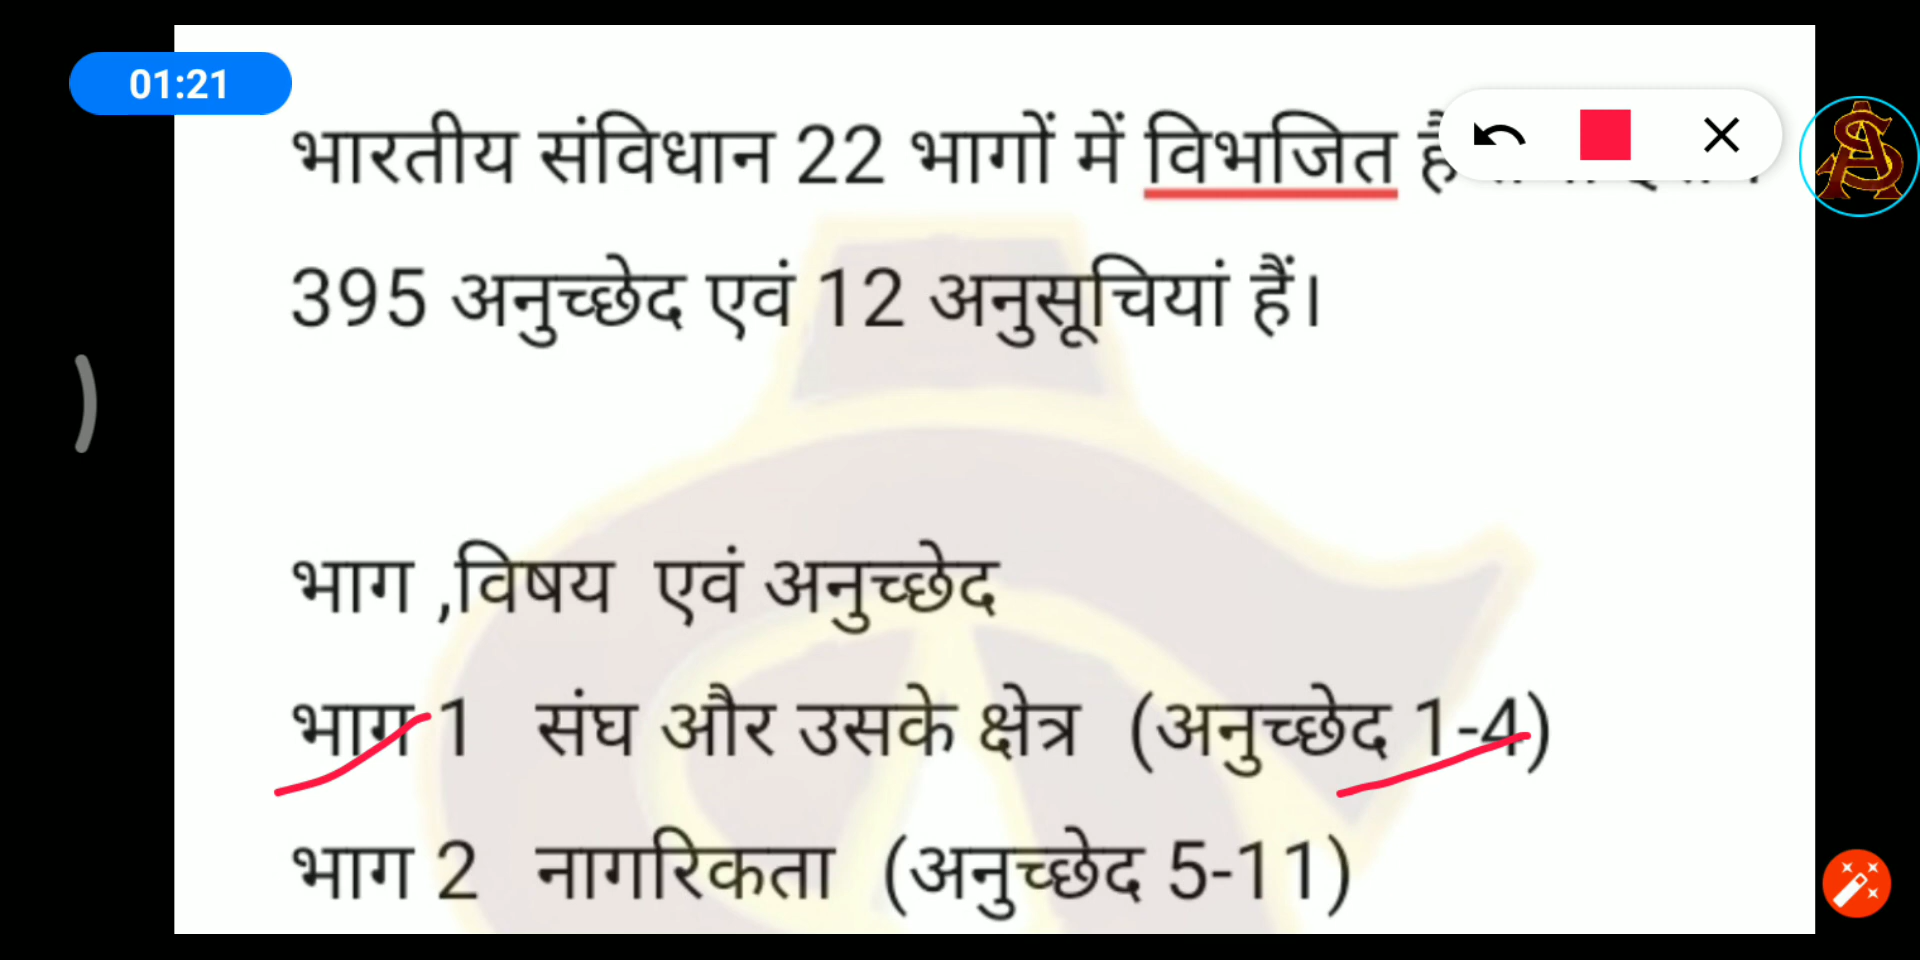 01:21
भारतीय संविधान 22 भागों में विभजित
395 अनुच्छेद एवं 12 अनुसूचियां हैं।
भाग ,विषय एवं अनुच्छेद
भाग 1 संघ और उसके क्षेत्र (अनुच्छेद 1-4)
भाग 2 नागरिकता (अनुच्छेद 5-11)